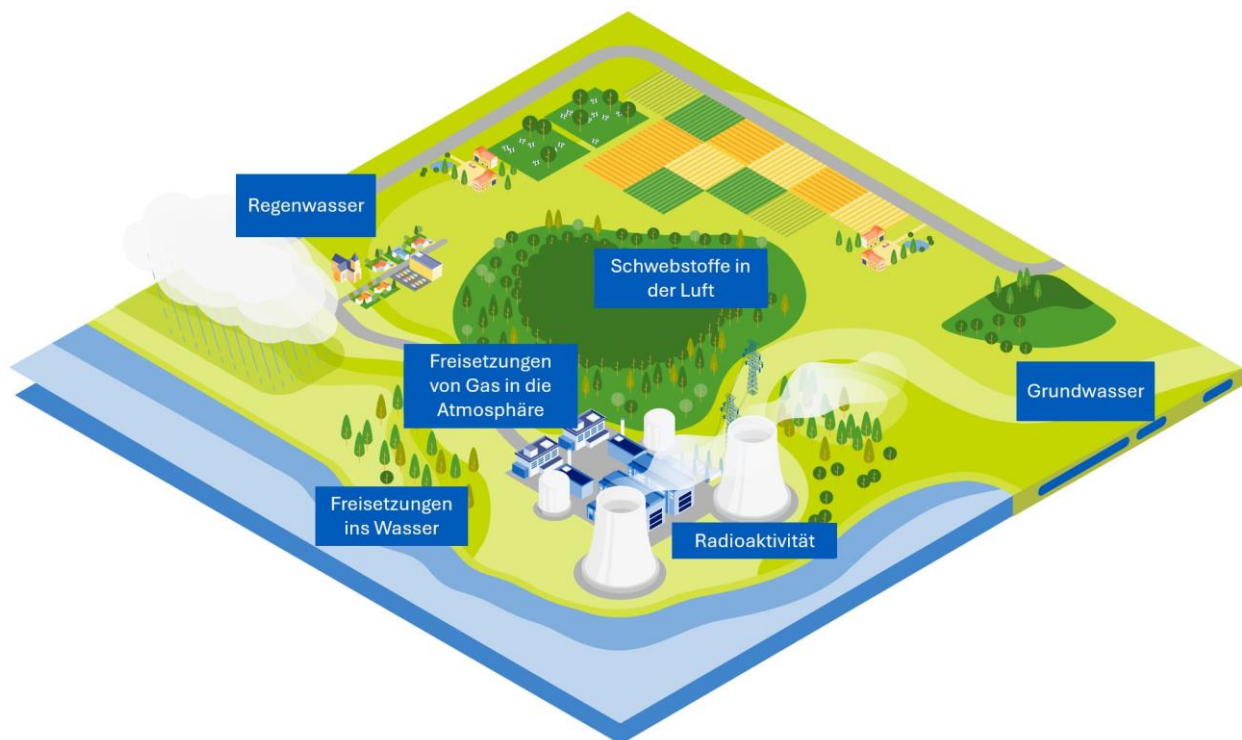 Regenwasser
Schwebstoffe in
der Luft
Freisetzungen
von Gas in die
Atmosphäre
Grundwasser
Freisetzungen
ins Wasser
Radioaktivität